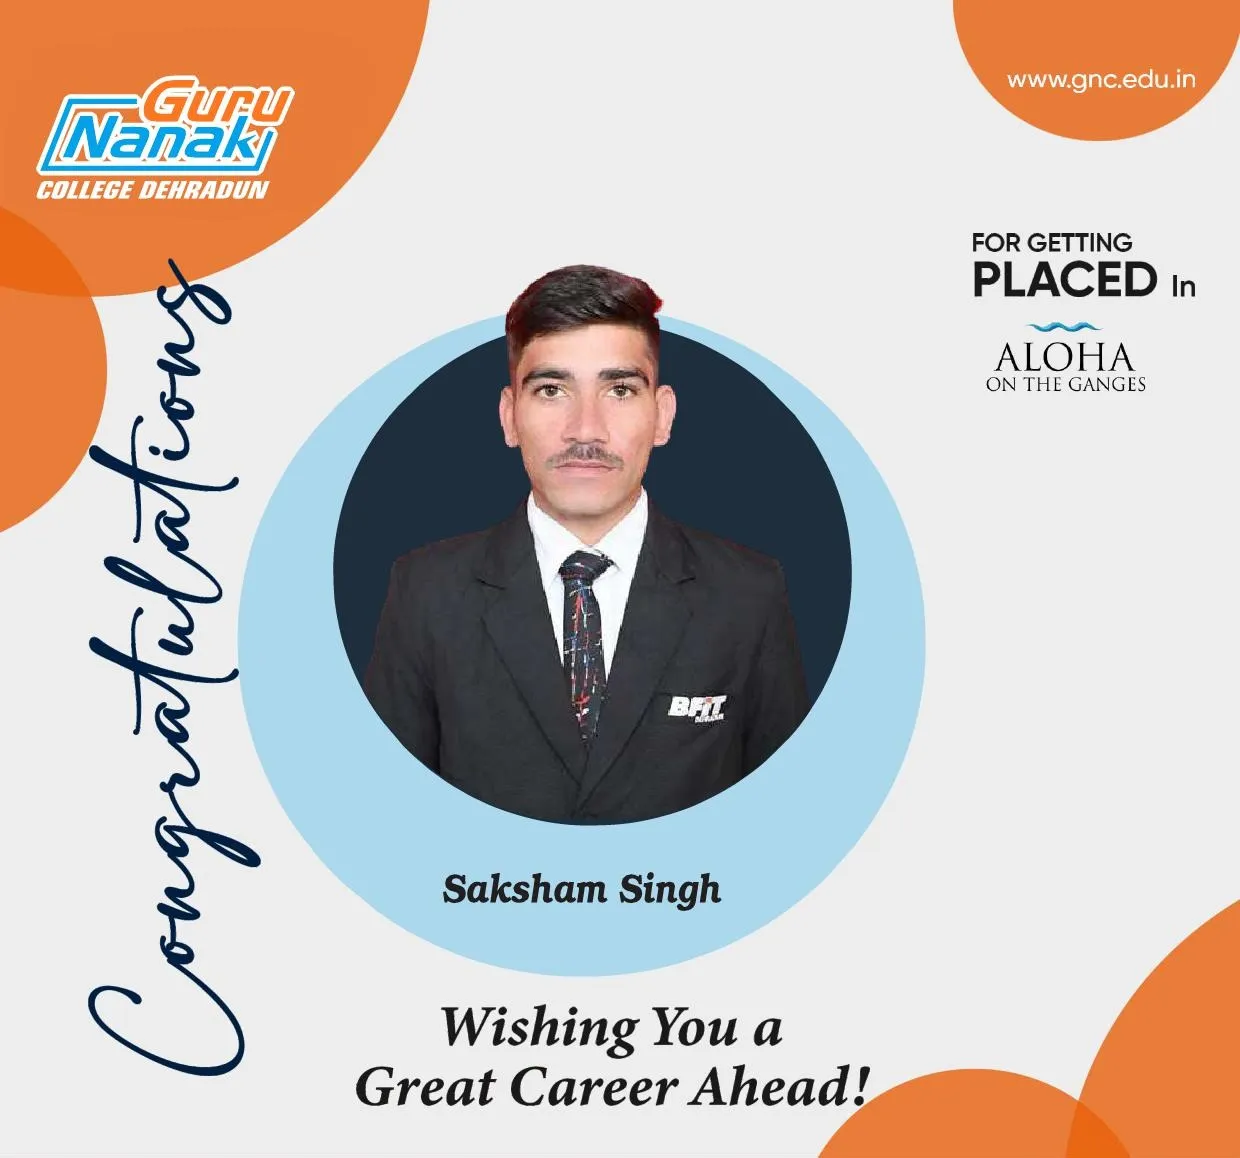 Guru
Nanak
COLLEGE DEHRADUN
www.gnc.edu.in
Congratulations
FOR GETTING
PLACED In
ALOHA
ON THE GANGES
BFIT
DEHRADUN
Saksham Singh
Wishing You a
Great Career Ahead!